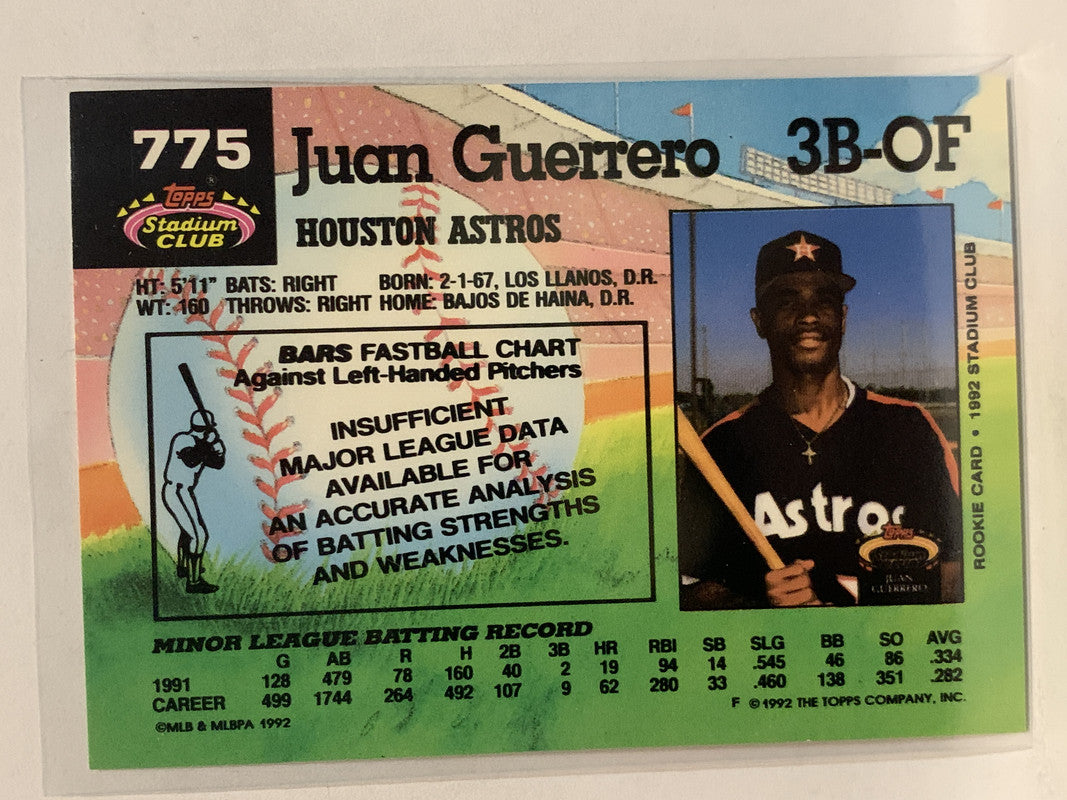 775
Juan Guerrero
3B-OF
TOPPS
Stadium
CLUB
®
HOUSTON ASTROS
HT: 5'11" BATS: RIGHT BORN: 2-1-67, LOS LLANOS, D.R.
WT: 160 THROWS: RIGHT HOME: BAJOS DE HAINA, D.R.
BARS FASTBALL CHART
Against Left-Handed Pitchers
INSUFFICIENT
MAJOR LEAGUE DATA
AVAILABLE FOR
AN ACCURATE ANALYSIS
OF BATTING STRENGTHS
AND WEAKNESSES.
Astros
TOPPS
JUAN
GUERRERO
ROOKIE CARD • 1992 STADIUM CLUB
MINOR LEAGUE BATTING RECORD
G AB R H 2B 3B HR RBI SB SLG BB SO AVG
1991 128 479 78 160 40 2 19 94 14 .545 46 86 .334
CAREER 499 1744 264 492 107 9 62 280 33 .460 138 351 .282
©MLB & MLBPA 1992
F ©1992 THE TOPPS COMPANY, INC.